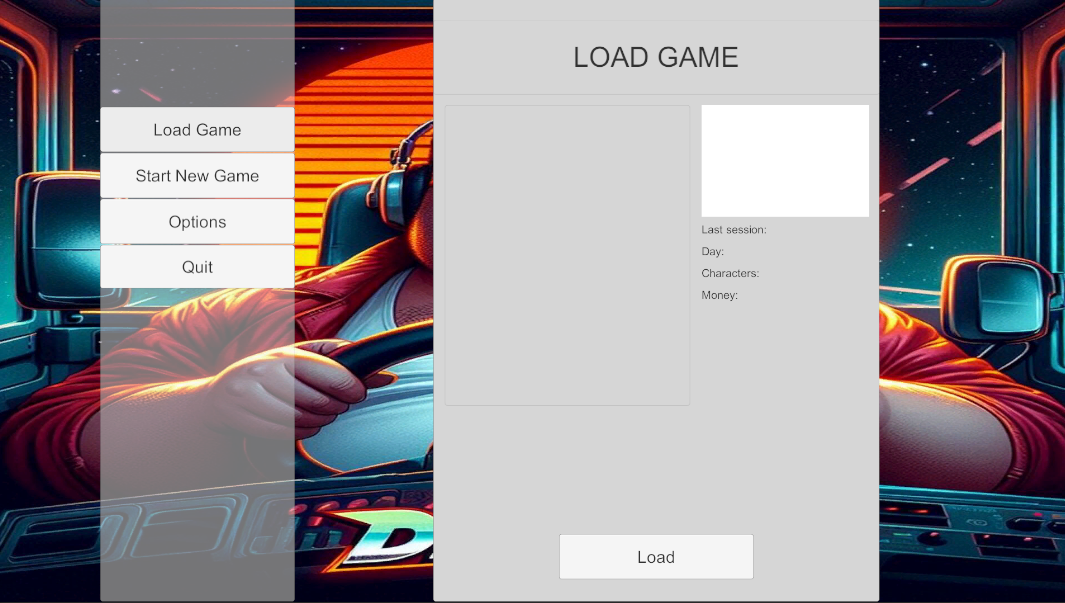 LOAD GAME
Load Game
Start New Game
Options
Quit
Last session:
Day:
Characters:
Money:
Load